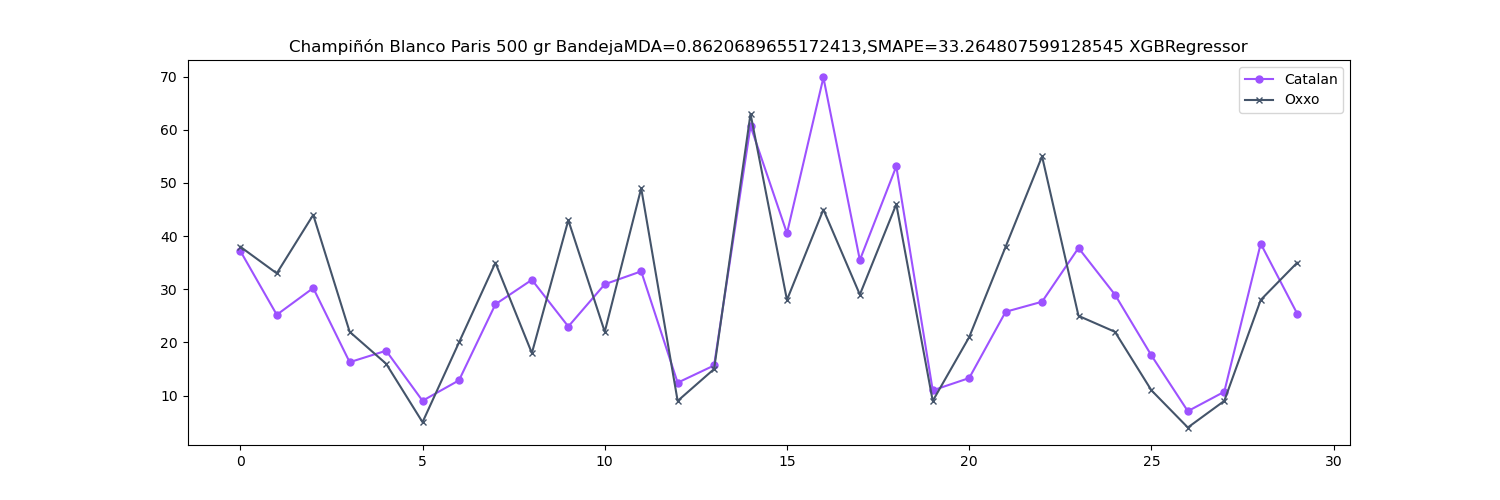 Champiñón Blanco Paris 500 gr BandejaMDA=0.8620689655172413,SMAPE=33.264807599128545 XGBRegressor
Catalan
Oxxo
70
60
50
40
30
20
10
0 5 10 15 20 25 30